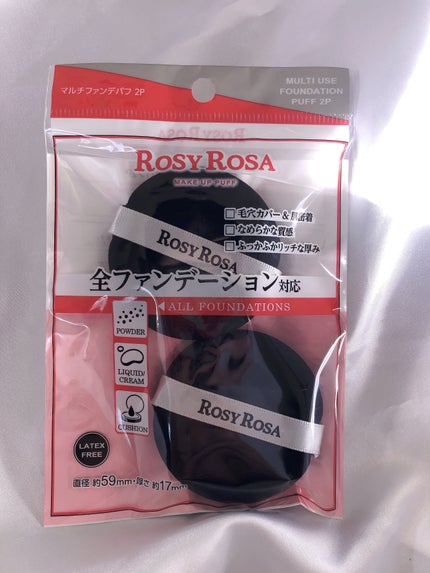 マルチファンデパフ 2P
MULTI USE
FOUNDATION
PUFF 2P
ROSY ROSA
ROSY ROSA
MAKE UP PUFF
毛穴カバー&肌密着
なめらかな質感
ふっかふかリッチな厚み
ROSY ROSA
全ファンデーション対応
◀ALL FOUNDATIONS
POWDER
LIQUID/
CREAM
CUSHION
ROSY ROSA
LATEX
FREE
直径:約59mm・厚さ:約17mm